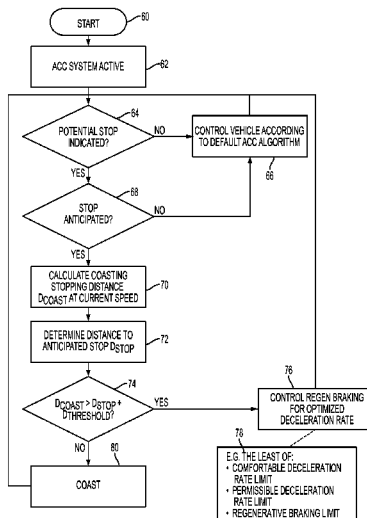 START
60
ACC SYSTEM ACTIVE
62
64
POTENTIAL STOP
INDICATED?
NO
CONTROL VEHICLE ACCORDING
TO DEFAULT ACC ALGORITHM
66
YES
68
STOP
ANTICIPATED?
NO
YES
CALCULATE COASTING
STOPPING DISTANCE
DCOAST AT CURRENT SPEED
70
DETERMINE DISTANCE TO
ANTICIPATED STOP DSTOP
72
74
DCOAST > DSTOP +
DTHRESHOLD?
YES
76
CONTROL REGEN BRAKING
FOR OPTIMIZED
DECELERATION RATE
NO
80
COAST
78
E.G. THE LEAST OF:
• COMFORTABLE DECELERATION
RATE LIMIT
• PERMISSIBLE DECELERATION
RATE LIMIT
• REGENERATIVE BRAKING LIMIT